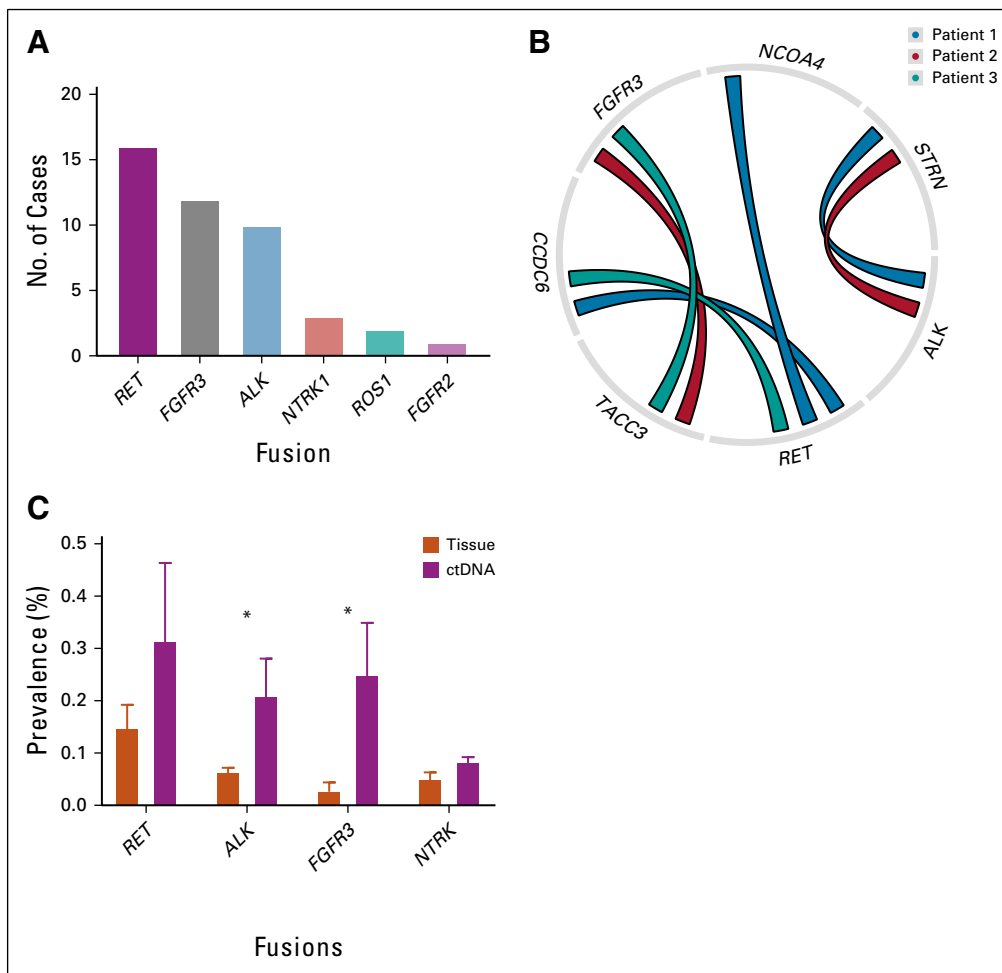 A
No. of Cases
20
15
10
5
0
RET
FGFR3
ALK
NTRK1
ROS1
FGFR2
Fusion
B
Patient 1
Patient 2
Patient 3
NCOA4
STRN
ALK
RET
TACC3
CCDC6
FGFR3
C
Prevalence (%)
0.5
0.4
0.3
0.2
0.1
0.0
Tissue
ctDNA
*
*
RET
ALK
FGFR3
NTRK
Fusions